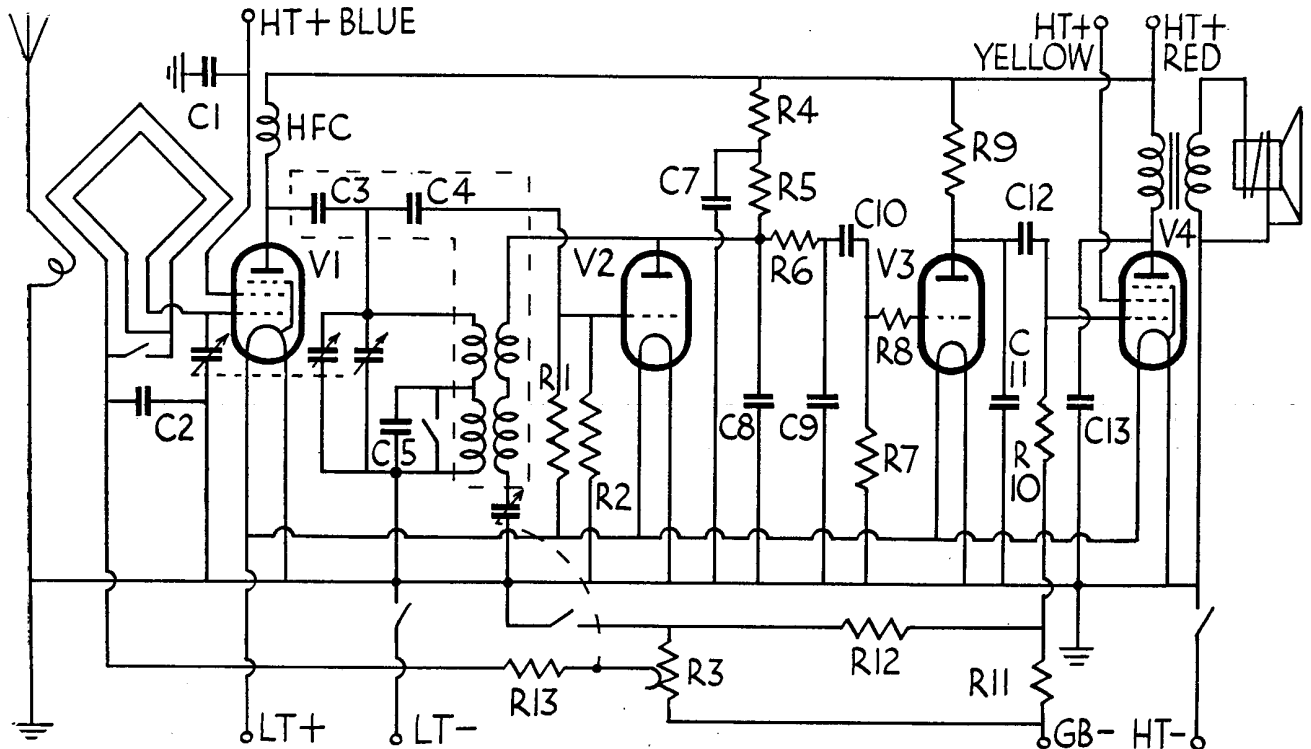 HT+ BLUE
HT+
YELLOW
HT+
RED
C1
HFC
R4
C3
C4
C7
R5
R9
C10
C12
V1
V2
R6
V3
V4
R8
C
11
R1
C2
C5
R2
C8
C9
R7
R
10
C13
R12
R13
R3
R11
LT+
LT-
GB-
HT-